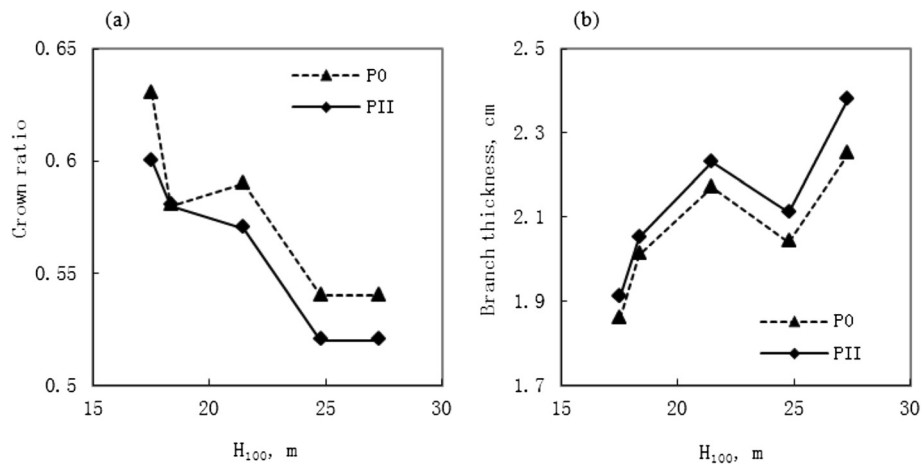 (a)
0.65
0.6
0.55
0.5
Crown ratio
P0
PII
15 20 25 30
H₁₀₀, m
(b)
2.5
2.3
2.1
1.9
1.7
Branch thickness, cm
P0
PII
15 20 25 30
H₁₀₀, m